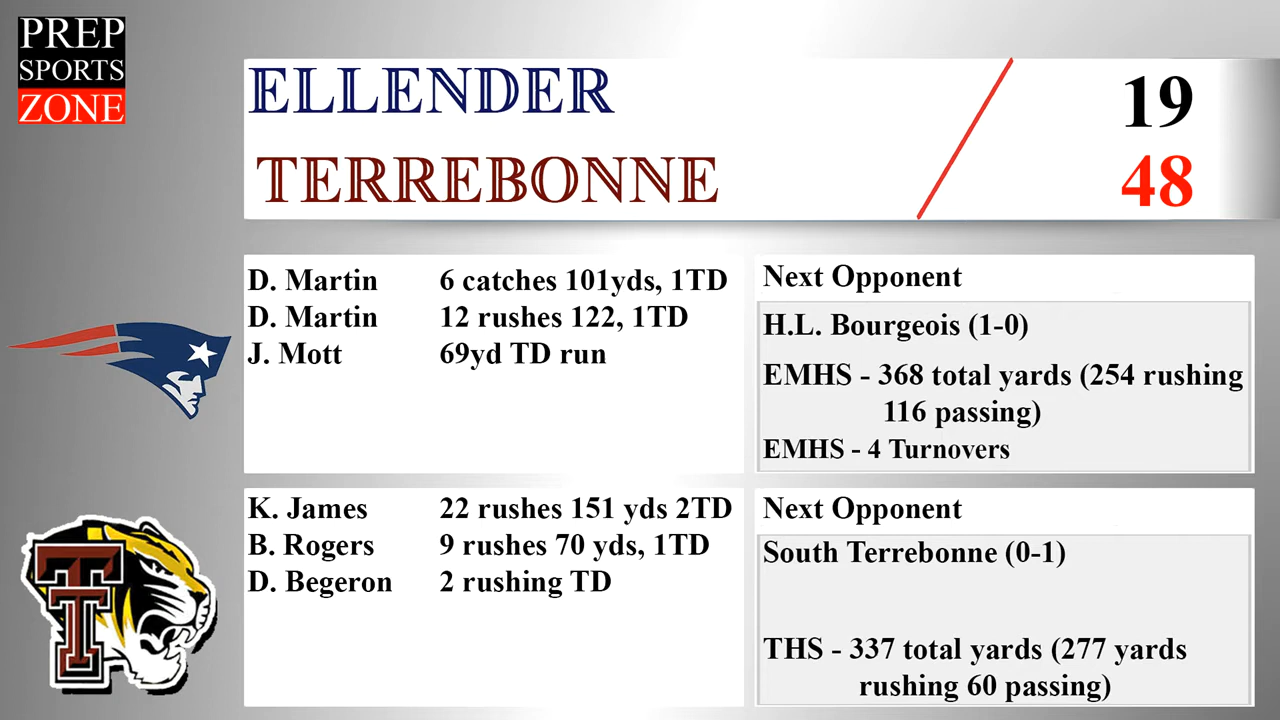 PREP
SPORTS
ZONE
ELLENDER 19
TERREBONNE 48
D. Martin 6 catches 101yds, 1TD
D. Martin 12 rushes 122, 1TD
J. Mott 69yd TD run
Next Opponent
H.L. Bourgeois (1-0)
EMHS - 368 total yards (254 rushing
116 passing)
EMHS - 4 Turnovers
K. James 22 rushes 151 yds 2TD
B. Rogers 9 rushes 70 yds, 1TD
D. Begeron 2 rushing TD
Next Opponent
South Terrebonne (0-1)
THS - 337 total yards (277 yards
rushing 60 passing)
T